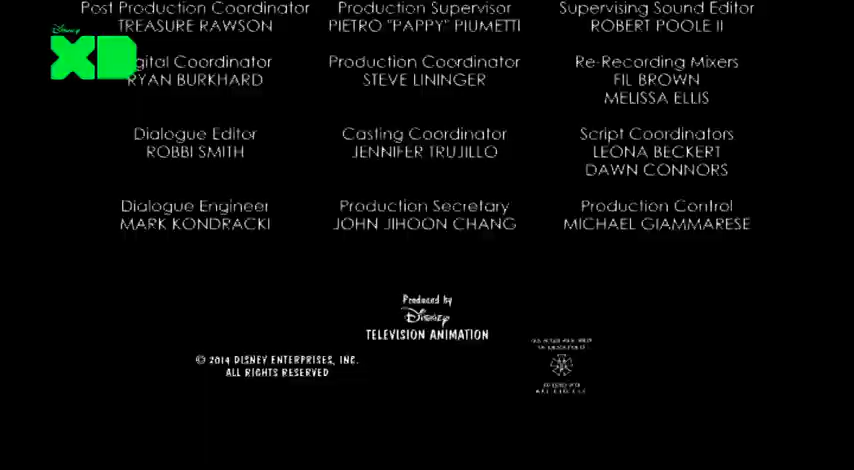 Post Production Coordinator
TREASURE RAWSON
Production Supervisor
PIETRO "PAPPY" PIUMETTI
Supervising Sound Editor
ROBERT POOLE II
Disney
XD
gital Coordinator
RYAN BURKHARD
Production Coordinator
STEVE LININGER
Re-Recording Mixers
FIL BROWN
MELISSA ELLIS
Dialogue Editor
ROBBI SMITH
Casting Coordinator
JENNIFER TRUJILLO
Script Coordinators
LEONA BECKERT
DAWN CONNORS
Dialogue Engineer
MARK KONDRACKI
Production Secretary
JOHN JIHOON CHANG
Production Control
MICHAEL GIAMMARESE
Produced by
Disney
TELEVISION ANIMATION
© 2014 DISNEY ENTERPRISES, INC.
ALL RIGHTS RESERVED